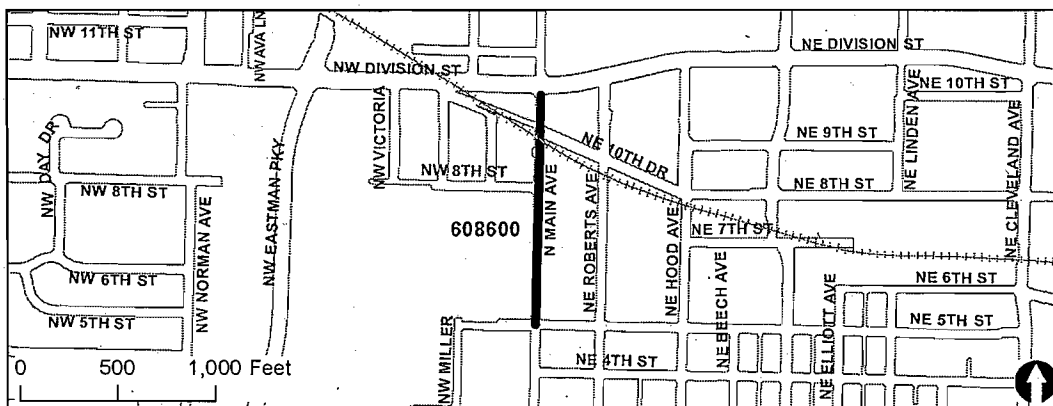 NW 11TH ST
NW AVA LN
NE DIVISION ST
NW DIVISION ST
NE 10TH ST
NW VICTORIA
NE LINDEN AVE
NE CLEVELAND AVE
NW DAY DR
NE 9TH ST
NE 10TH DR
NW EASTMAN PKY
NW 8TH ST
NW 8TH ST
NE 8TH ST
N MAIN AVE
NE ROBERTS AVE
NW NORMAN AVE
608600
NE HOOD AVE
NE 7TH ST
NW 6TH ST
NE 6TH ST
NW 5TH ST
NE BEECH AVE
NE ELLIOTT AVE
NE 5TH ST
NW MILLER
NE 4TH ST
0 500 1,000 Feet